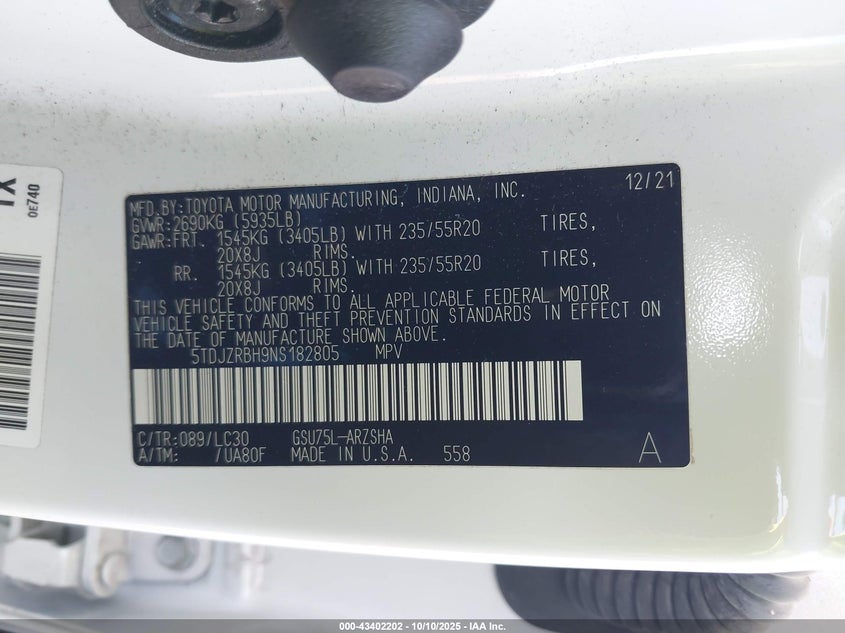 12/21
MFD.BY:TOYOTA MOTOR MANUFACTURING, INDIANA, INC.
GVWR:2690KG (5935LB)
GAWR:FRT. 1545KG (3405LB) WITH 235/55R20 TIRES,
20X8J RIMS.
RR. 1545KG (3405LB) WITH 235/55R20 TIRES,
20X8J RIMS.
THIS VEHICLE CONFORMS TO ALL APPLICABLE FEDERAL MOTOR
VEHICLE SAFETY AND THEFT PREVENTION STANDARDS IN EFFECT ON
THE DATE OF MANUFACTURE SHOWN ABOVE.
5TDJZRBH9NS182805 MPV
C/TR:089/LC30 GSU75L-ARZSHA
A/TM: /UA80F MADE IN U.S.A. 558 A
0E740
000-43402202 - 10/10/2025 - IAA Inc.